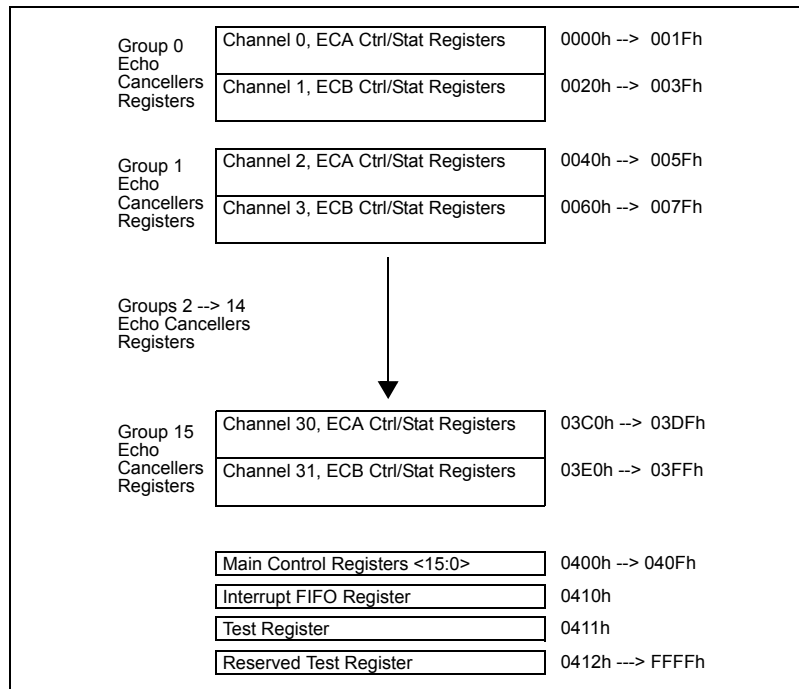 Group 0
Echo
Cancellers
Registers
Channel 0, ECA Ctrl/Stat Registers
0000h --> 001Fh
Channel 1, ECB Ctrl/Stat Registers
0020h --> 003Fh
Group 1
Echo
Cancellers
Registers
Channel 2, ECA Ctrl/Stat Registers
0040h --> 005Fh
Channel 3, ECB Ctrl/Stat Registers
0060h --> 007Fh
Groups 2 --> 14
Echo Cancellers
Registers
Group 15
Echo
Cancellers
Registers
Channel 30, ECA Ctrl/Stat Registers
03C0h --> 03DFh
Channel 31, ECB Ctrl/Stat Registers
03E0h --> 03FFh
Main Control Registers <15:0>
0400h --> 040Fh
Interrupt FIFO Register
0410h
Test Register
0411h
Reserved Test Register
0412h ---> FFFFh